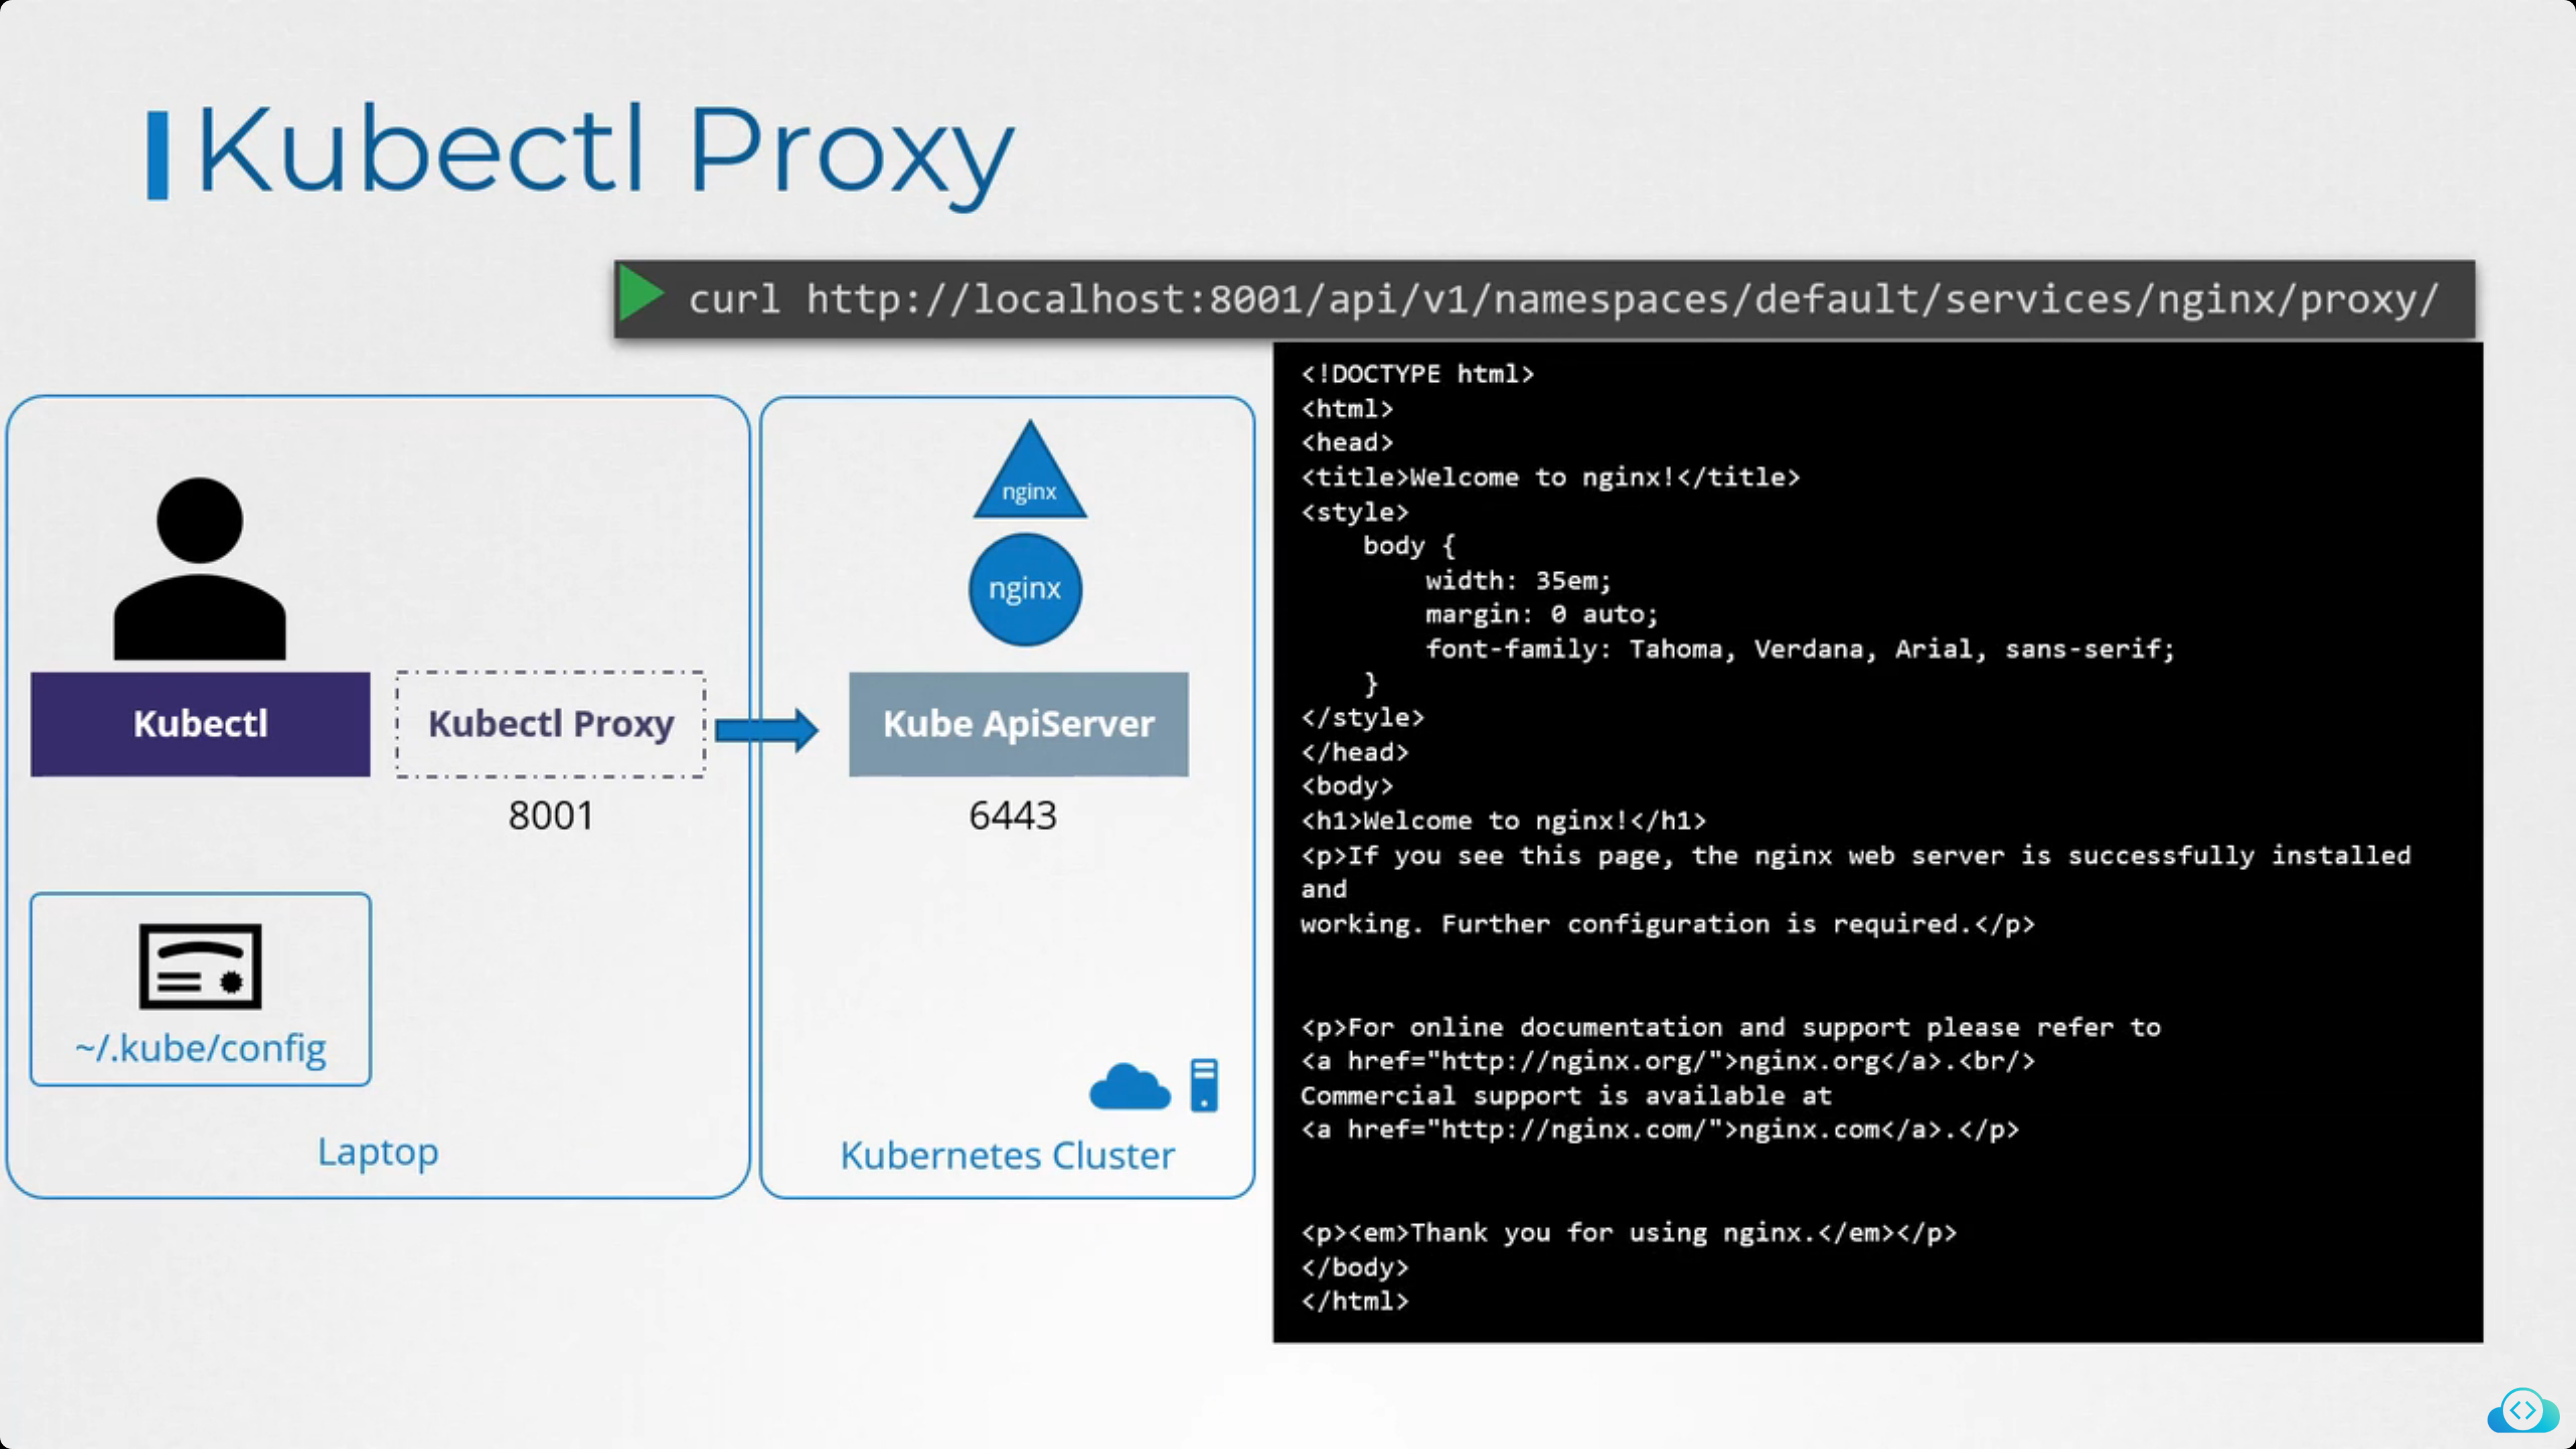 Kubectl Proxy
curl http://localhost:8001/api/v1/namespaces/default/services/nginx/proxy/
nginx
nginx
Kubectl
Kubectl Proxy
Kube ApiServer
8001
6443
~/.kube/config
Laptop
Kubernetes Cluster
<!DOCTYPE html>
<html>
<head>
<title>Welcome to nginx!</title>
<style>
    body {
        width: 35em;
        margin: 0 auto;
        font-family: Tahoma, Verdana, Arial, sans-serif;
    }
</style>
</head>
<body>
<h1>Welcome to nginx!</h1>
<p>If you see this page, the nginx web server is successfully installed
and
working. Further configuration is required.</p>
<p>For online documentation and support please refer to
<a href="http://nginx.org/">nginx.org</a>.<br/>
Commercial support is available at
<a href="http://nginx.com/">nginx.com</a>.</p>
<p><em>Thank you for using nginx.</em></p>
</body>
</html>